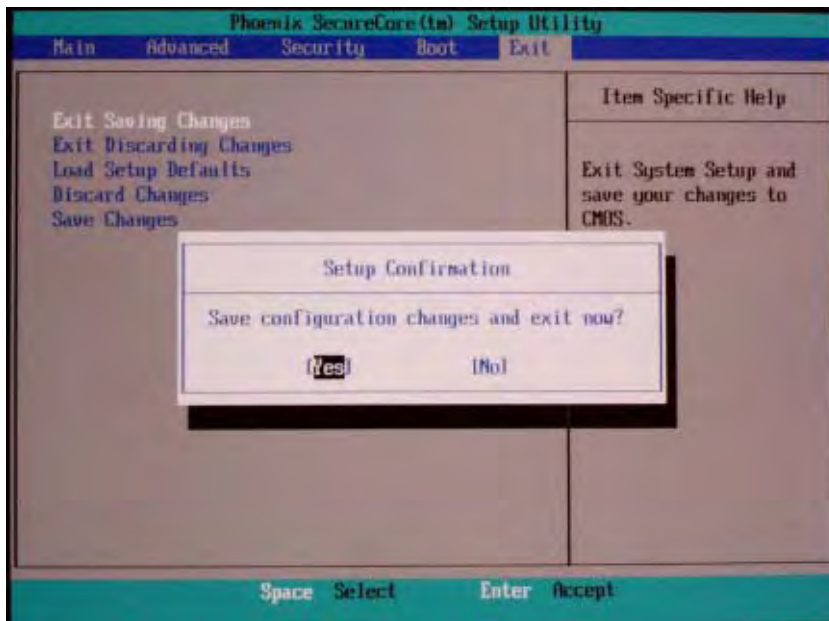 Phoenix SecureCore(tm) Setup Utility
Main Advanced Security Boot Exit
Exit Saving Changes
Exit Discarding Changes
Load Setup Defaults
Discard Changes
Save Changes
Item Specific Help
Exit System Setup and
save your changes to
CMOS.
Setup Confirmation
Save configuration changes and exit now?
[Yes] [No]
Space Select Enter Accept